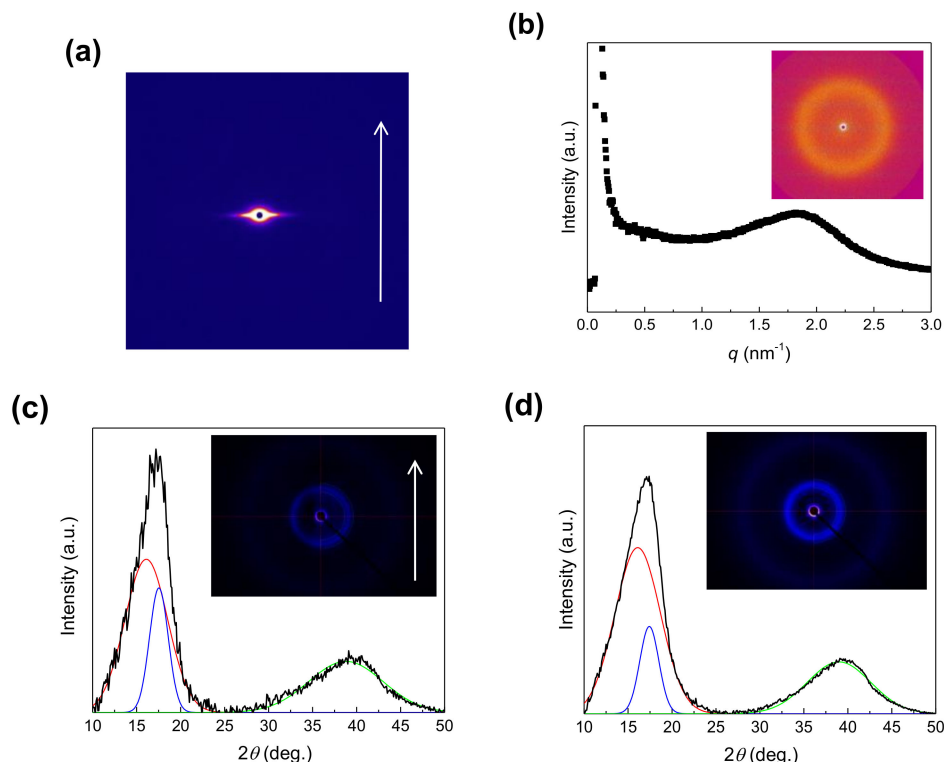 (a)
(b)
Intensity (a.u.)
0.0 0.5 1.0 1.5 2.0 2.5 3.0
q (nm⁻¹)
(c)
Intensity (a.u.)
10 15 20 25 30 35 40 45 50
2θ (deg.)
(d)
Intensity (a.u.)
10 15 20 25 30 35 40 45 50
2θ (deg.)